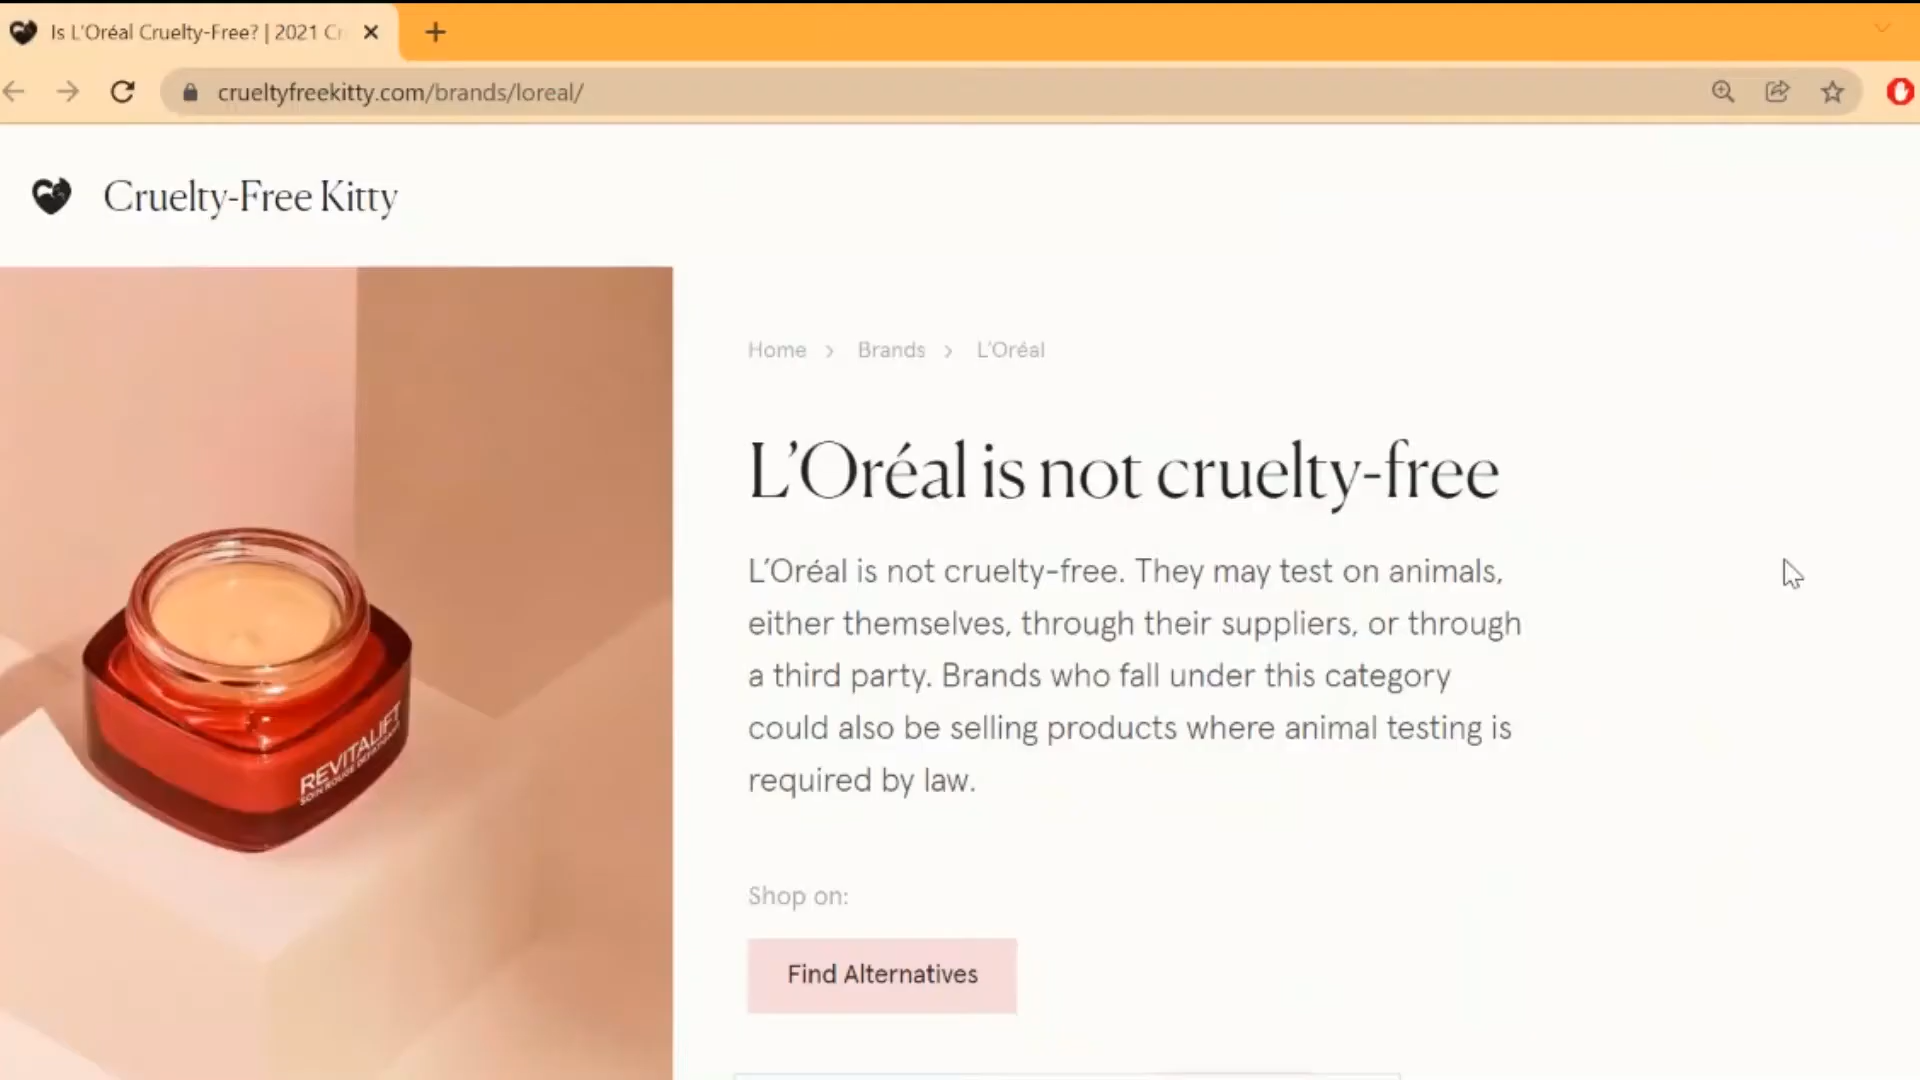 Is L'Oréal Cruelty-Free? | 2021 Cr
crueltyfreekitty.com/brands/loreal/
Cruelty-Free Kitty
Home > Brands > L'Oréal
L'Oréal is not cruelty-free
L'Oréal is not cruelty-free. They may test on animals,
either themselves, through their suppliers, or through
a third party. Brands who fall under this category
could also be selling products where animal testing is
required by law.
Shop on:
Find Alternatives
REVITALIFT